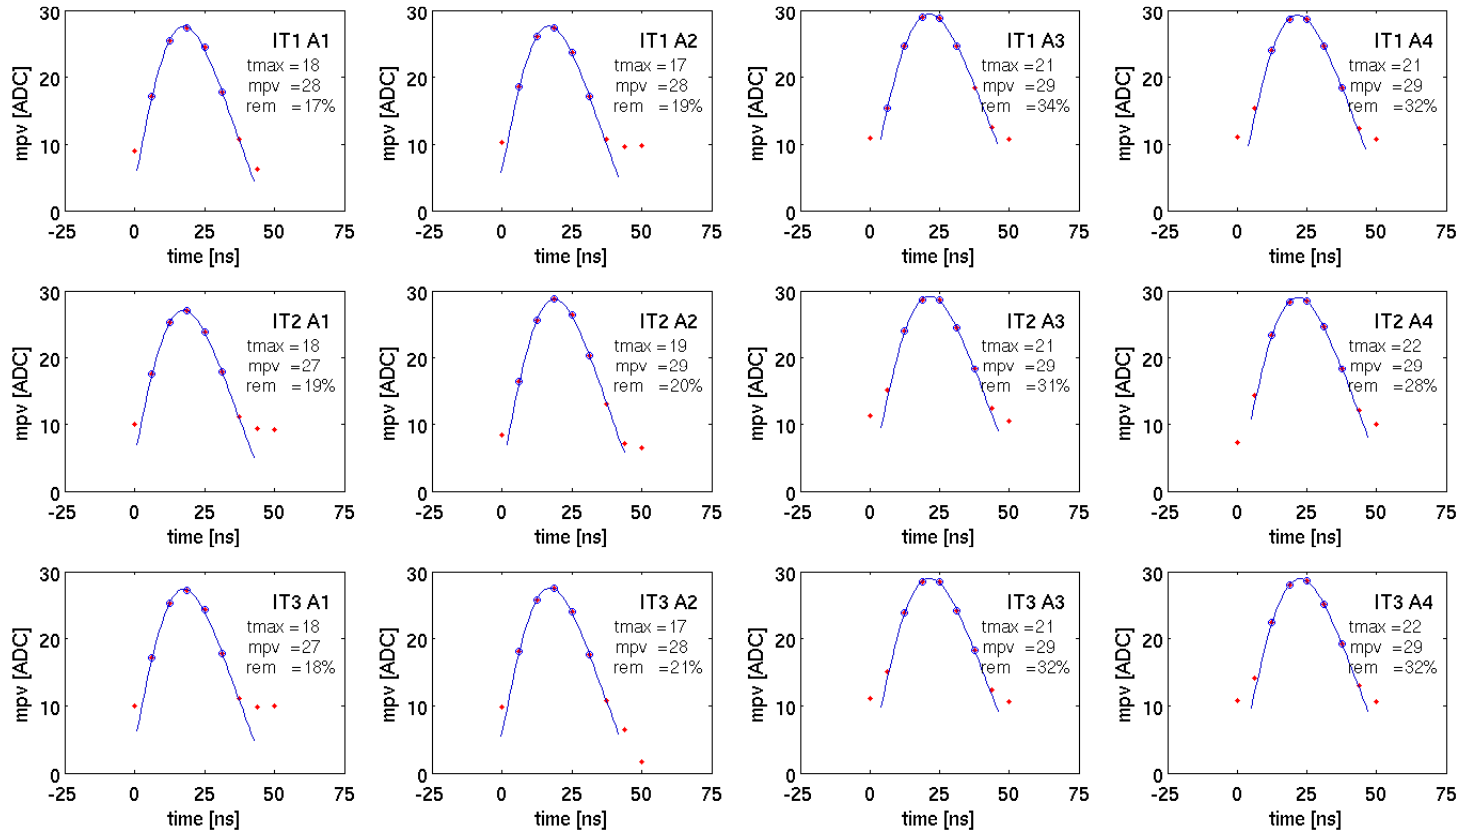 30
20
10
0
mpv [ADC]
IT1 A1
tmax = 18
mpv = 28
rem = 17%
-25 0 25 50 75
time [ns]
30
20
10
0
mpv [ADC]
IT1 A2
tmax = 17
mpv = 28
rem = 19%
-25 0 25 50 75
time [ns]
30
20
10
0
mpv [ADC]
IT1 A3
tmax = 21
mpv = 29
rem = 34%
-25 0 25 50 75
time [ns]
30
20
10
0
mpv [ADC]
IT1 A4
tmax = 21
mpv = 29
rem = 32%
-25 0 25 50 75
time [ns]
30
20
10
0
mpv [ADC]
IT2 A1
tmax = 18
mpv = 27
rem = 19%
-25 0 25 50 75
time [ns]
30
20
10
0
mpv [ADC]
IT2 A2
tmax = 19
mpv = 29
rem = 20%
-25 0 25 50 75
time [ns]
30
20
10
0
mpv [ADC]
IT2 A3
tmax = 21
mpv = 29
rem = 31%
-25 0 25 50 75
time [ns]
30
20
10
0
mpv [ADC]
IT2 A4
tmax = 22
mpv = 29
rem = 28%
-25 0 25 50 75
time [ns]
30
20
10
0
mpv [ADC]
IT3 A1
tmax = 18
mpv = 27
rem = 18%
-25 0 25 50 75
time [ns]
30
20
10
0
mpv [ADC]
IT3 A2
tmax = 17
mpv = 28
rem = 21%
-25 0 25 50 75
time [ns]
30
20
10
0
mpv [ADC]
IT3 A3
tmax = 21
mpv = 29
rem = 32%
-25 0 25 50 75
time [ns]
30
20
10
0
mpv [ADC]
IT3 A4
tmax = 22
mpv = 29
rem = 32%
-25 0 25 50 75
time [ns]